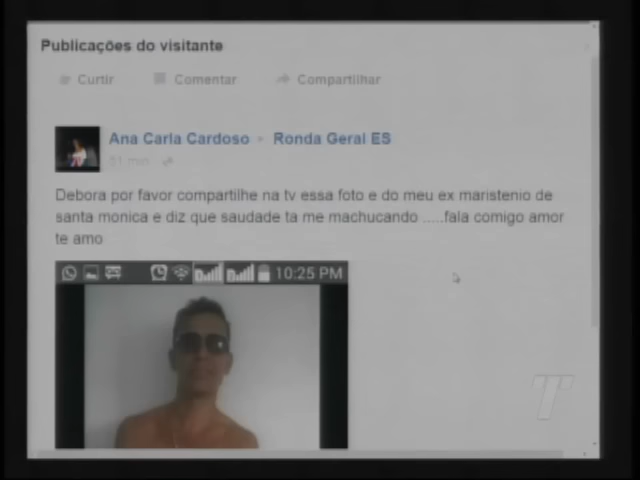 Publicações do visitante
Curtir Comentar Compartilhar
Ana Carla Cardoso ▸ Ronda Geral ES
51 min
Debora por favor compartilhe na tv essa foto e do meu ex maristenio de
santa monica e diz que saudade ta me machucando .....fala comigo amor
te amo
10:25 PM